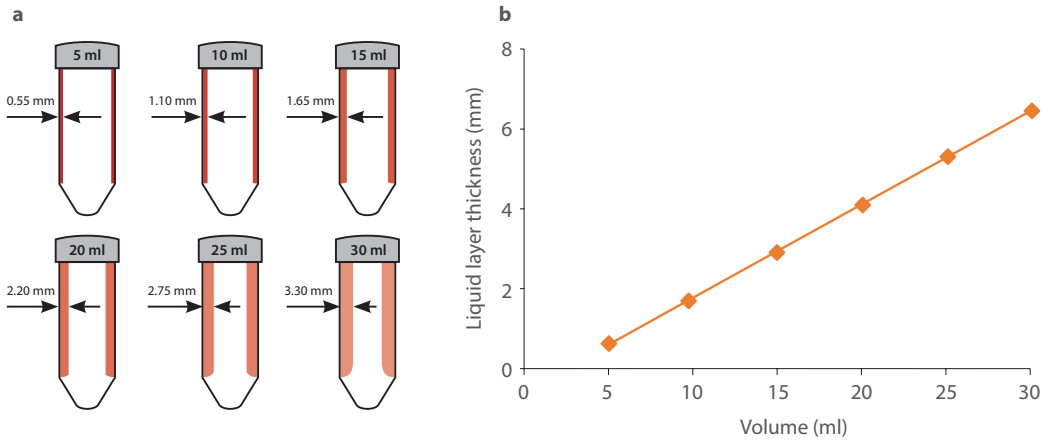 a
5 ml
10 ml
15 ml
0.55 mm
1.10 mm
1.65 mm
20 ml
25 ml
30 ml
2.20 mm
2.75 mm
3.30 mm
b
Liquid layer thickness (mm)
8
6
4
2
0
0 5 10 15 20 25 30
Volume (ml)